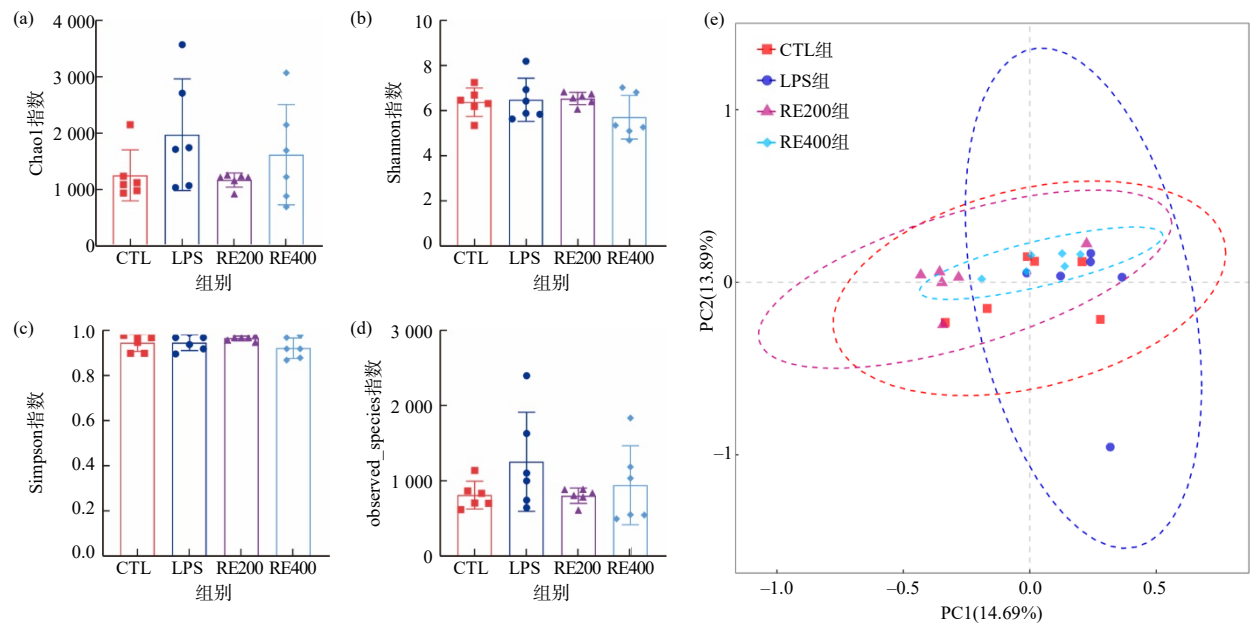 (a)
4 000
3 000
2 000
1 000
0
Chao1指数
CTL LPS RE200 RE400
组别
(b)
10
8
6
4
2
0
Shannon指数
CTL LPS RE200 RE400
组别
(c)
1.0
0.8
0.6
0.4
0.2
0.0
Simpson指数
CTL LPS RE200 RE400
组别
(d)
3 000
2 000
1 000
0
observed_species指数
CTL LPS RE200 RE400
组别
(e)
CTL组
LPS组
RE200组
RE400组
1
0
−1
PC2(13.89%)
−1.0 −0.5 0.0 0.5
PC1(14.69%)